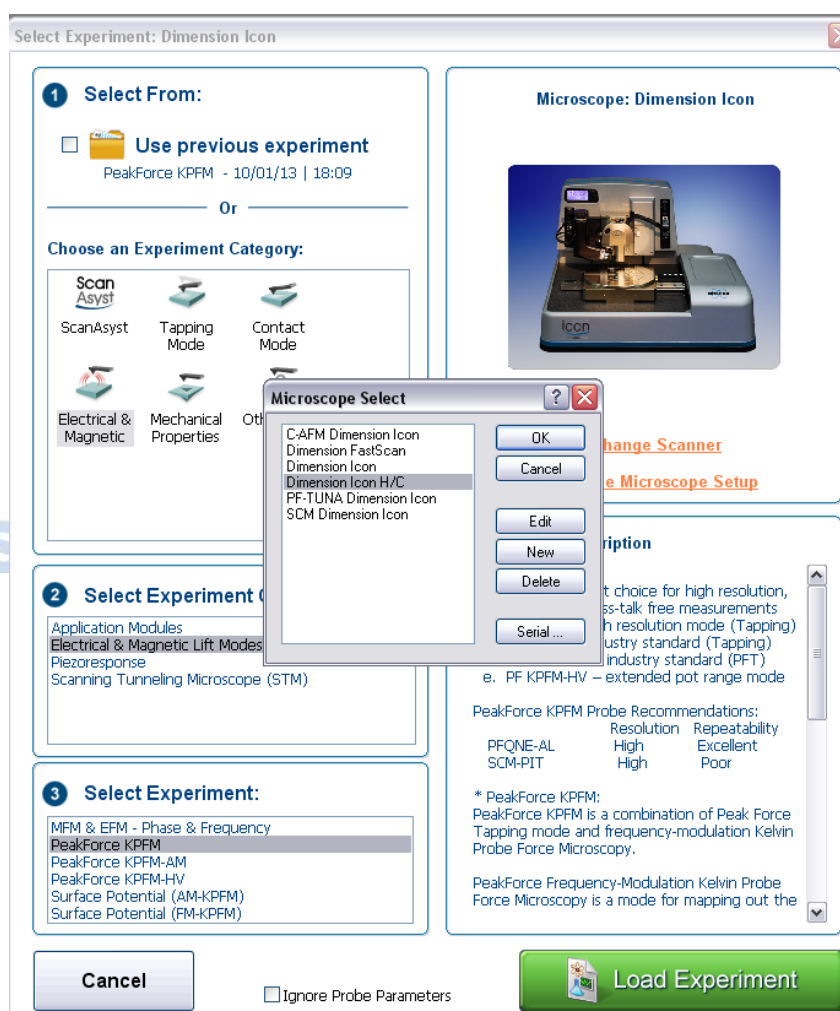 Select Experiment: Dimension Icon
1 Select From:
Use previous experiment
PeakForce KPFM - 10/01/13 | 18:09
Or
Choose an Experiment Category:
Scan
Asyst
ScanAsyst
Tapping
Mode
Contact
Mode
Electrical &
Magnetic
Mechanical
Properties
Microscope: Dimension Icon
icon
Microscope Select
C-AFM Dimension Icon
Dimension FastScan
Dimension Icon
Dimension Icon H/C
PF-TUNA Dimension Icon
SCM Dimension Icon
OK
Cancel
Edit
New
Delete
Serial ...
hange Scanner
e Microscope Setup
2 Select Experiment
Application Modules
Electrical & Magnetic Lift Modes
Piezoresponse
Scanning Tunneling Microscope (STM)
3 Select Experiment:
MFM & EFM - Phase & Frequency
PeakForce KPFM
PeakForce KPFM-AM
PeakForce KPFM-HV
Surface Potential (AM-KPFM)
Surface Potential (FM-KPFM)
ription
t choice for high resolution,
ss-talk free measurements
h resolution mode (Tapping)
ustry standard (Tapping)
industry standard (PFT)
e. PF KPFM-HV – extended pot range mode
PeakForce KPFM Probe Recommendations:
Resolution Repeatability
PFQNE-AL High Excellent
SCM-PIT High Poor
* PeakForce KPFM:
PeakForce KPFM is a combination of Peak Force
Tapping mode and frequency-modulation Kelvin
Probe Force Microscopy.
PeakForce Frequency-Modulation Kelvin Probe
Force Microscopy is a mode for mapping out the
Cancel
Ignore Probe Parameters
Load Experiment